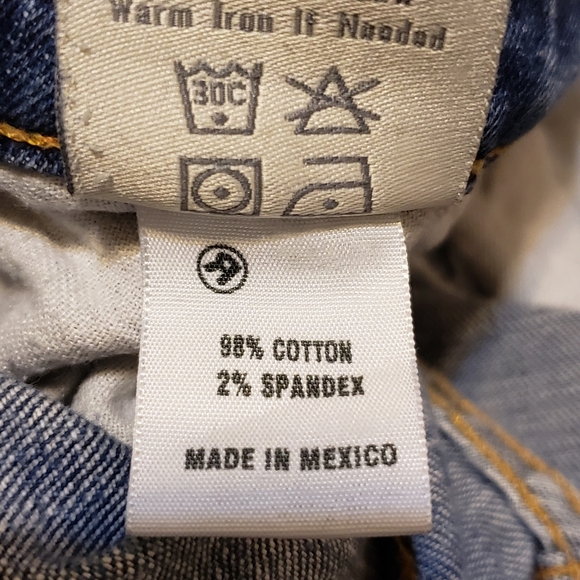 Warm Iron If Needed
30C
98% COTTON
2% SPANDEX
MADE IN MEXICO